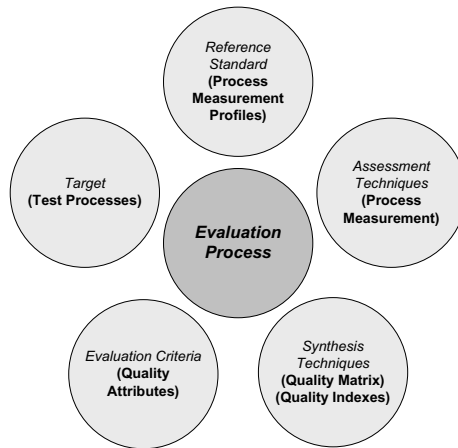 Reference
Standard
(Process
Measurement
Profiles)
Target
(Test Processes)
Assessment
Techniques
(Process
Measurement)
Evaluation
Process
Evaluation Criteria
(Quality
Attributes)
Synthesis
Techniques
(Quality Matrix)
(Quality Indexes)